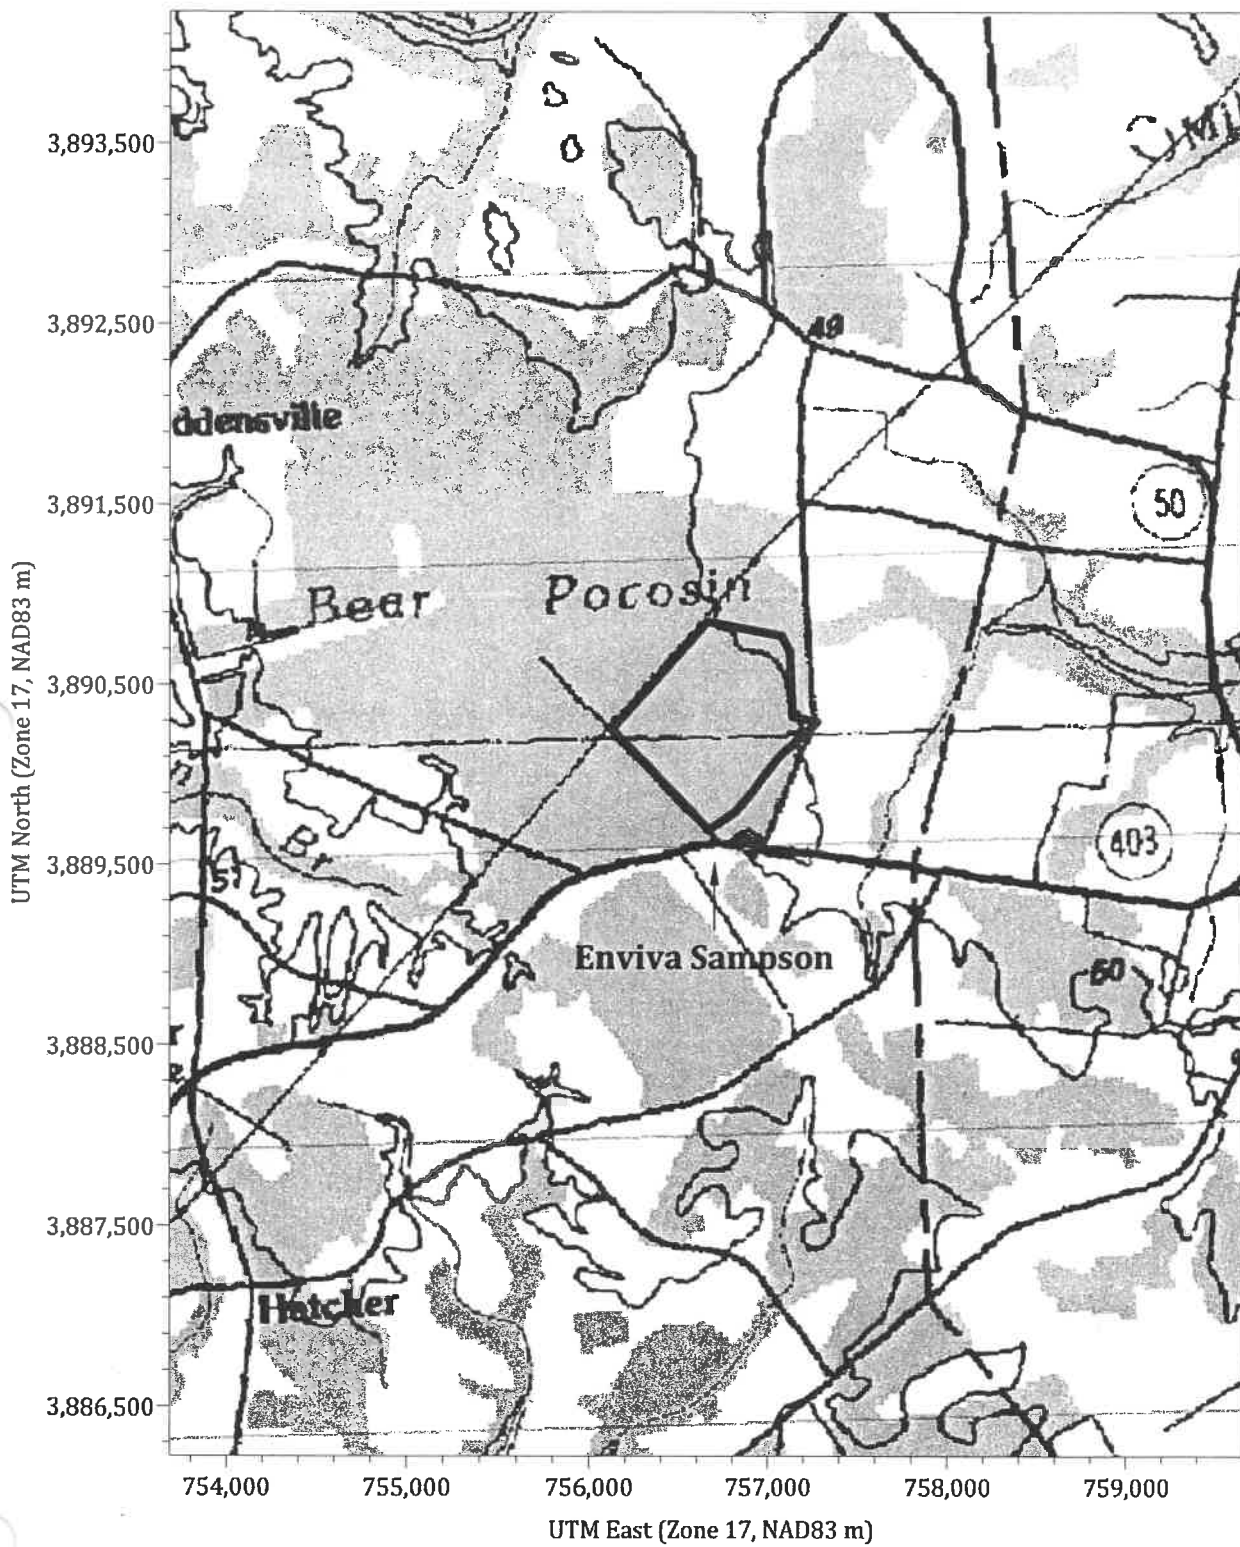 3,893,500
3,892,500
49
ddensville
3,891,500
50
Bear
Pocosin
3,890,500
Br
403
3,889,500
51
Enviva Sampson
60
3,888,500
3,887,500
Hatcher
3,886,500
754,000 755,000 756,000 757,000 758,000 759,000
UTM East (Zone 17, NAD83 m)
UTM North (Zone 17, NAD83 m)